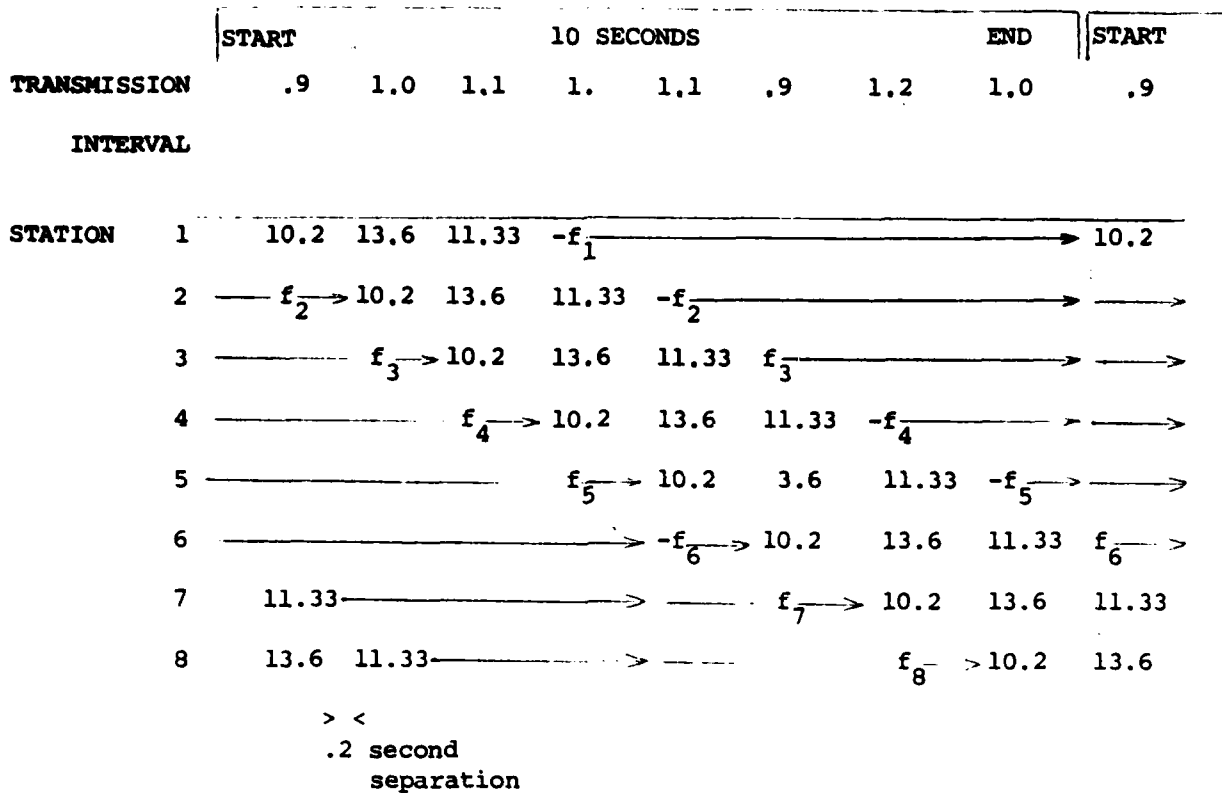 START 10 SECONDS END START
TRANSMISSION .9 1.0 1.1 1. 1.1 .9 1.2 1.0 .9
INTERVAL
STATION 1 10.2 13.6 11.33 -f1 10.2
2 f2 10.2 13.6 11.33 -f2
3 f3 10.2 13.6 11.33 f3
4 f4 10.2 13.6 11.33 -f4
5 f5 10.2 3.6 11.33 -f5
6 -f6 10.2 13.6 11.33 f6
7 11.33 f7 10.2 13.6 11.33
8 13.6 11.33 f8 10.2 13.6
> <
.2 second
separation